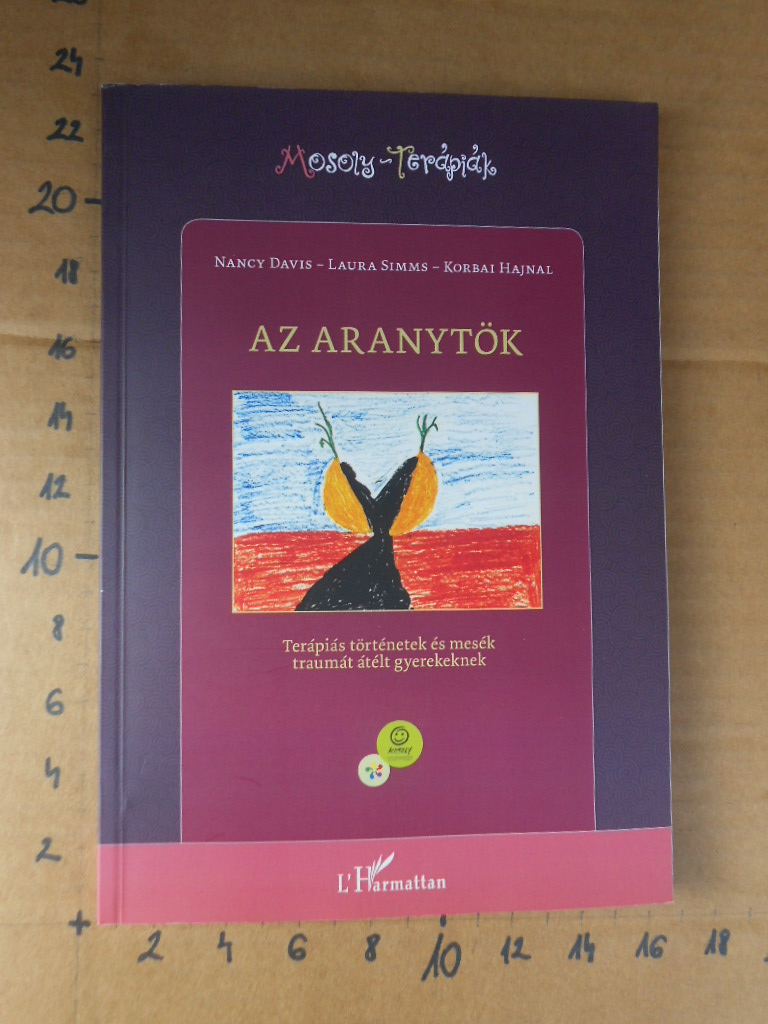 Mosoly-Terápiák
Nancy Davis – Laura Simms – Korbai Hajnal
AZ ARANYTÖK
Terápiás történetek és mesék
traumát átélt gyerekeknek
L'Harmattan
24
22
20
18
16
14
12
10
8
6
4
2
2 4 6 8 10 12 14 16 18